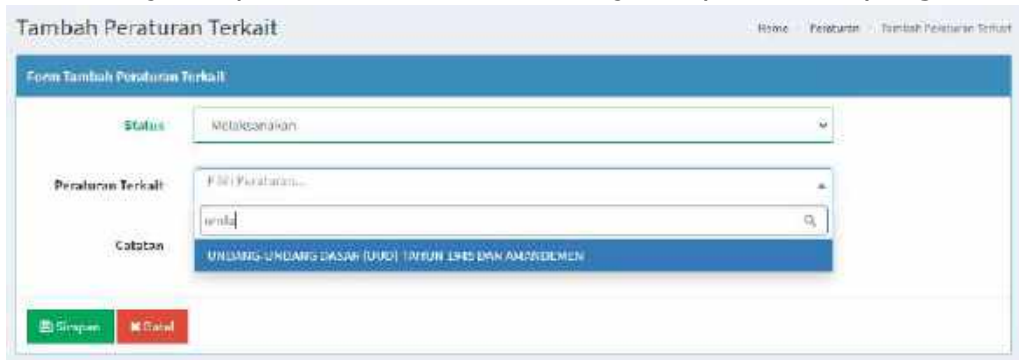 Tambah Peraturan Terkait
Home Peraturan Tambah Peraturan Terkait
Form Tambah Peraturan Terkait
Status Melaksanakan
Peraturan Terkait Pilih Peraturan...
Catatan
UNDANG-UNDANG DASAR (UUD) TAHUN 1945 DAN AMANDEMEN
Simpan Batal